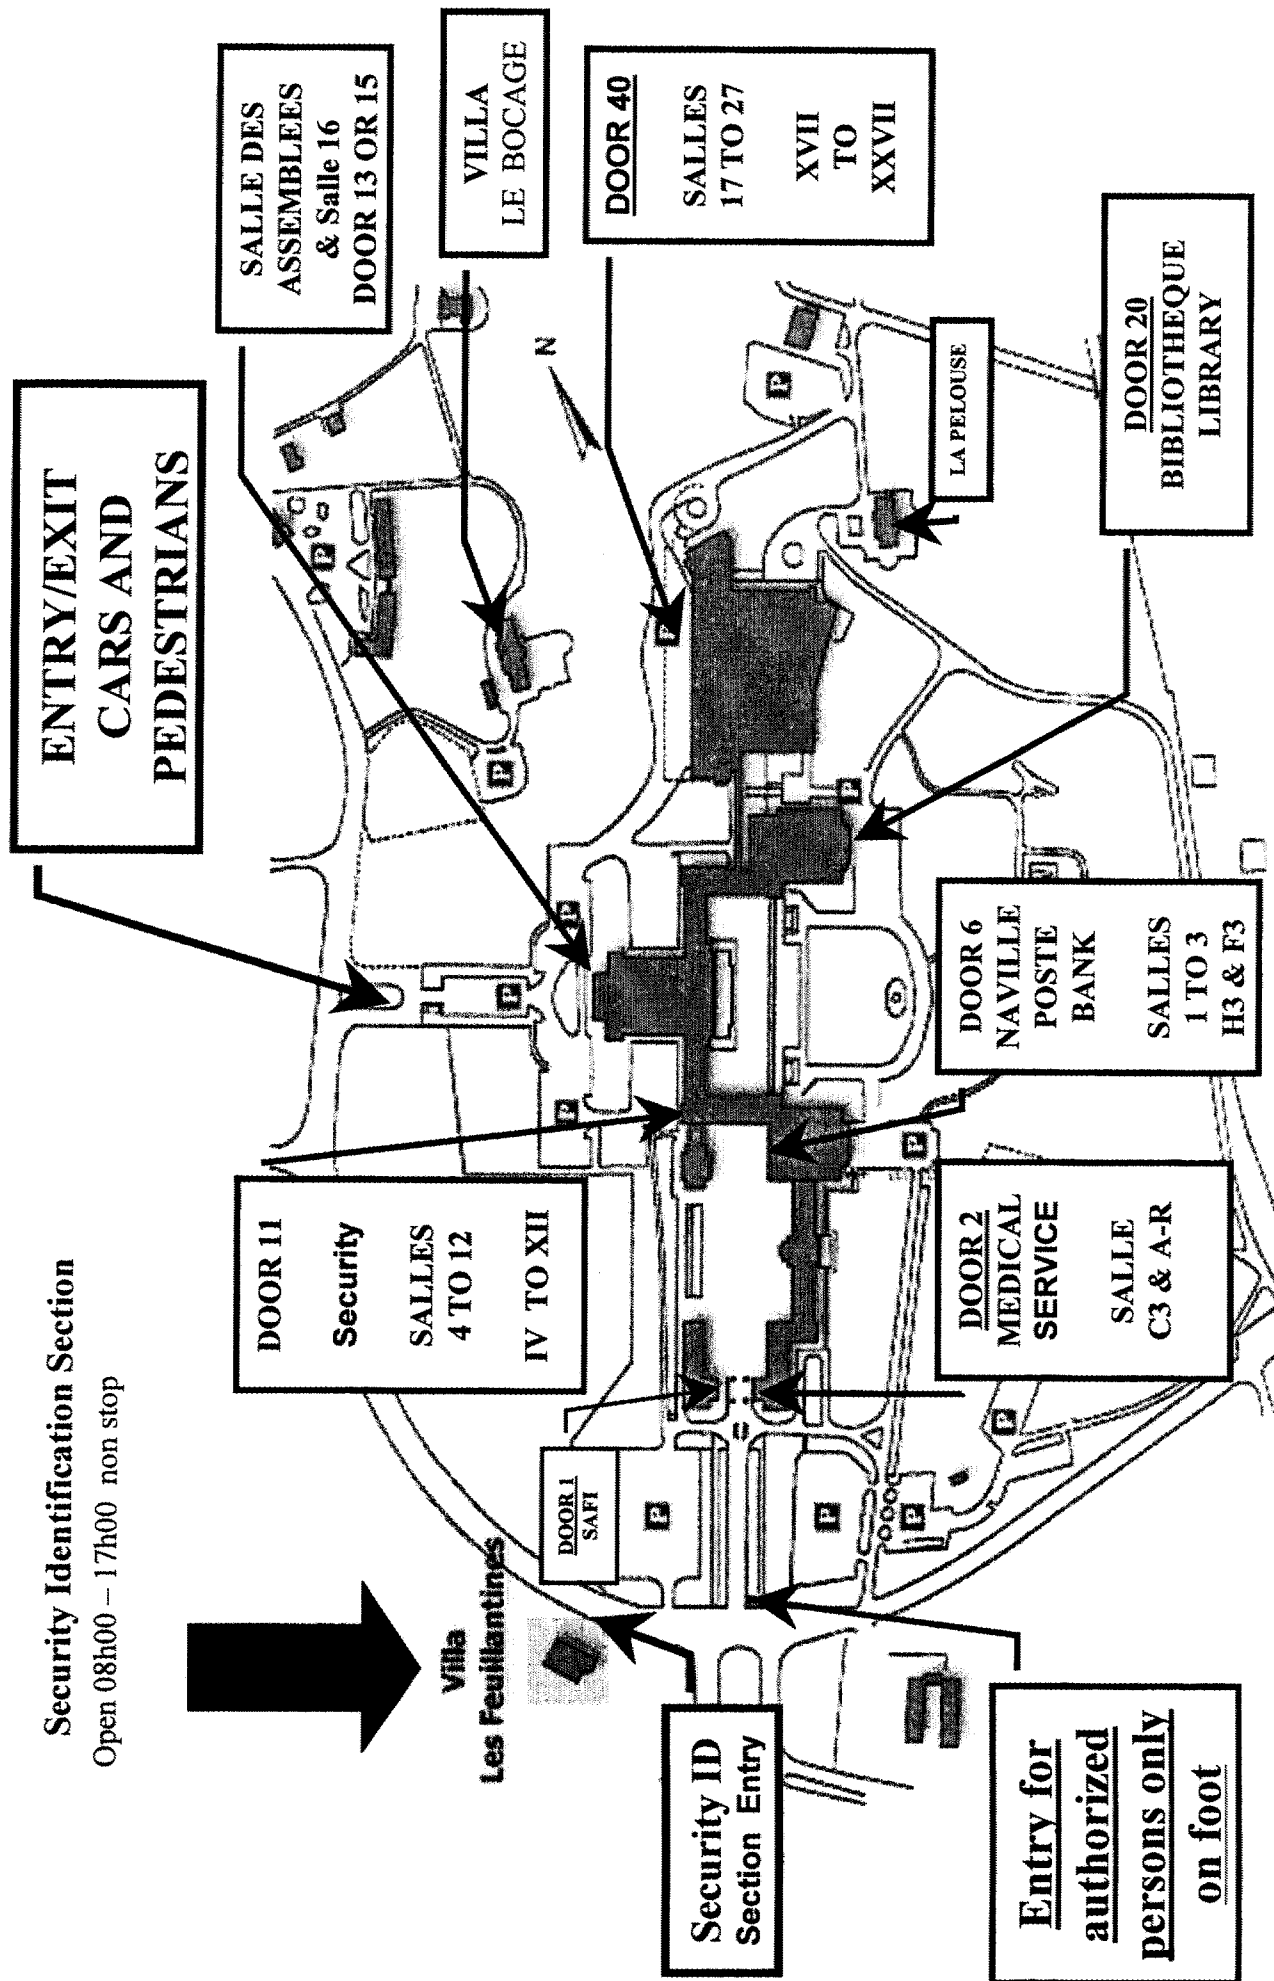 Security Identification Section
Open 08h00 – 17h00 non stop
Villa
Les Feuillantines
Security ID
Section Entry
Entry for
authorized
persons only
on foot
DOOR 1
SAFI
DOOR 11
Security
SALLES
4 TO 12
IV TO XII
DOOR 2
MEDICAL
SERVICE
SALLE
C3 & A-R
ENTRY/EXIT
CARS AND
PEDESTRIANS
DOOR 6
NAVILLE
POSTE
BANK
SALLES
1 TO 3
H3 & F3
SALLE DES
ASSEMBLEES
& Salle 16
DOOR 13 OR 15
VILLA
LE BOCAGE
N
DOOR 40
SALLES
17 TO 27
XVII
TO
XXVII
LA PELOUSE
DOOR 20
BIBLIOTHEQUE
LIBRARY
P
P
P
P
P
P
P
P
P
P
P
P
P
P